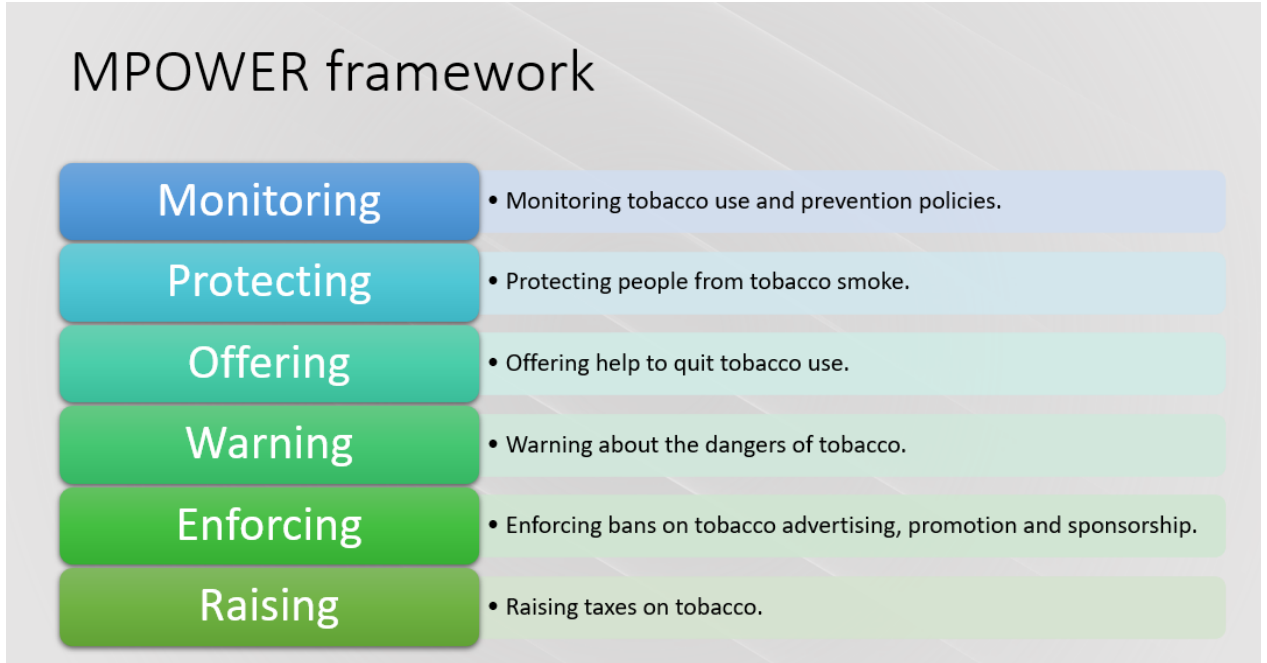 MPOWER framework
Monitoring
• Monitoring tobacco use and prevention policies.
Protecting
• Protecting people from tobacco smoke.
Offering
• Offering help to quit tobacco use.
Warning
• Warning about the dangers of tobacco.
Enforcing
• Enforcing bans on tobacco advertising, promotion and sponsorship.
Raising
• Raising taxes on tobacco.